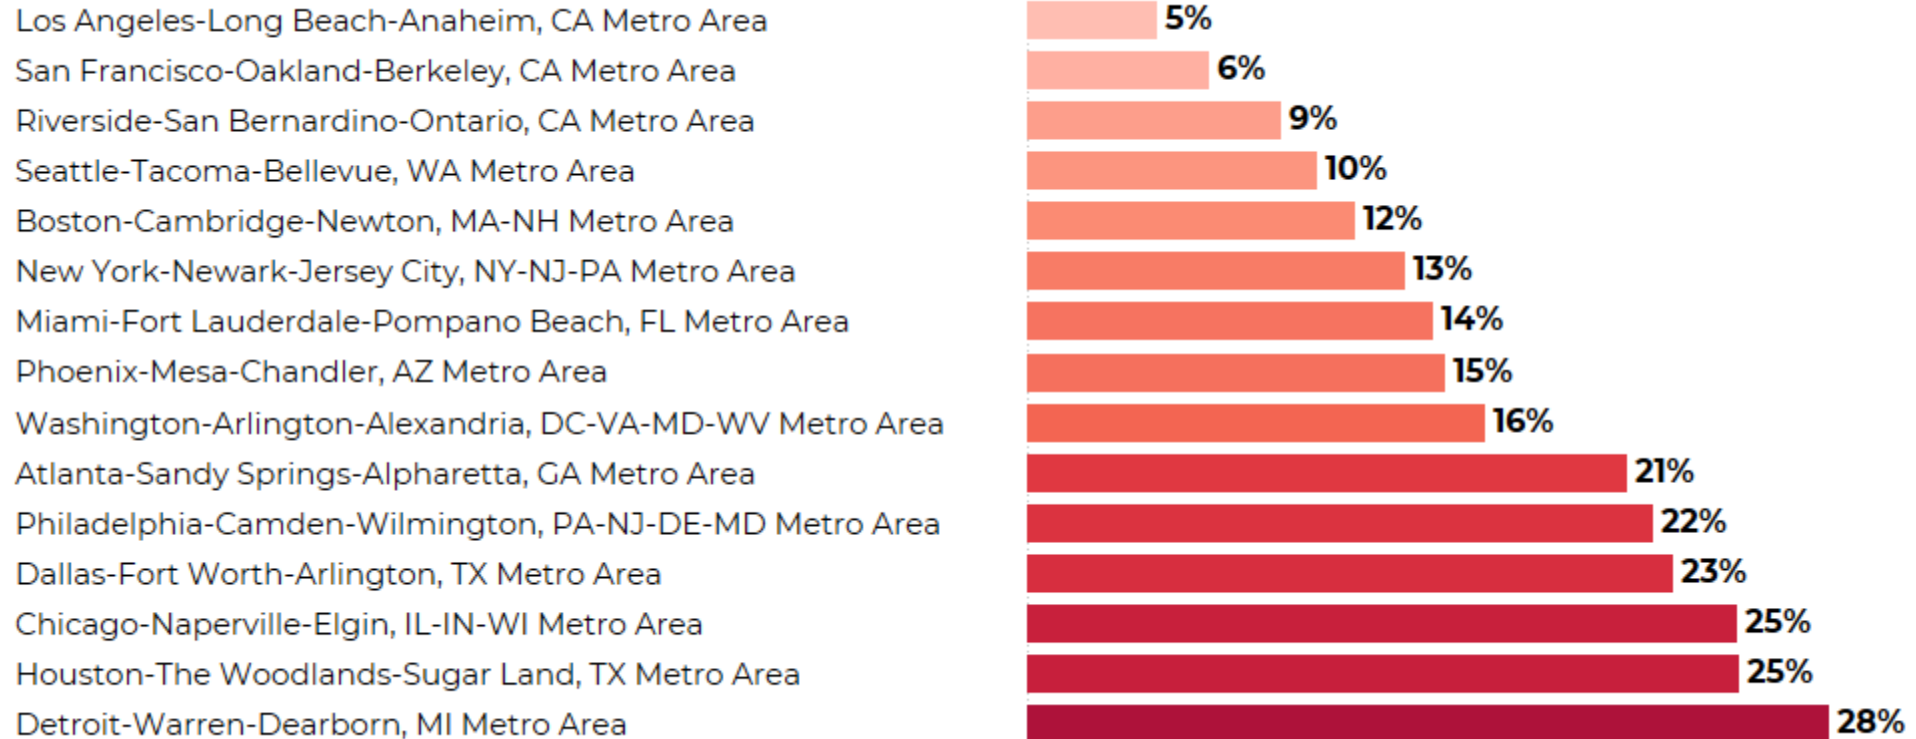 Los Angeles-Long Beach-Anaheim, CA Metro Area 5%
San Francisco-Oakland-Berkeley, CA Metro Area 6%
Riverside-San Bernardino-Ontario, CA Metro Area 9%
Seattle-Tacoma-Bellevue, WA Metro Area 10%
Boston-Cambridge-Newton, MA-NH Metro Area 12%
New York-Newark-Jersey City, NY-NJ-PA Metro Area 13%
Miami-Fort Lauderdale-Pompano Beach, FL Metro Area 14%
Phoenix-Mesa-Chandler, AZ Metro Area 15%
Washington-Arlington-Alexandria, DC-VA-MD-WV Metro Area 16%
Atlanta-Sandy Springs-Alpharetta, GA Metro Area 21%
Philadelphia-Camden-Wilmington, PA-NJ-DE-MD Metro Area 22%
Dallas-Fort Worth-Arlington, TX Metro Area 23%
Chicago-Naperville-Elgin, IL-IN-WI Metro Area 25%
Houston-The Woodlands-Sugar Land, TX Metro Area 25%
Detroit-Warren-Dearborn, MI Metro Area 28%